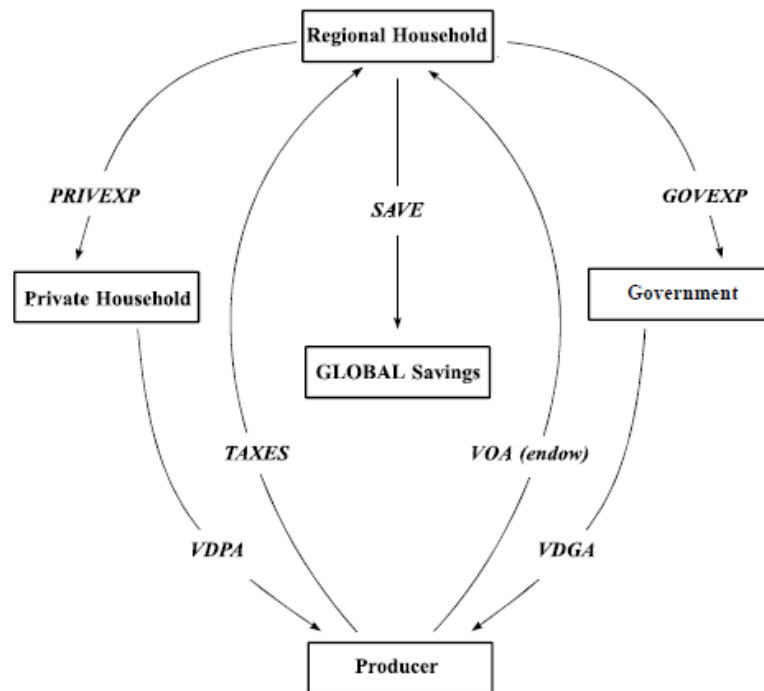 Regional Household
PRIVEXP
SAVE
GOVEXP
Private Household
Government
GLOBAL Savings
TAXES
VOA (endow)
VDPA
VDGA
Producer